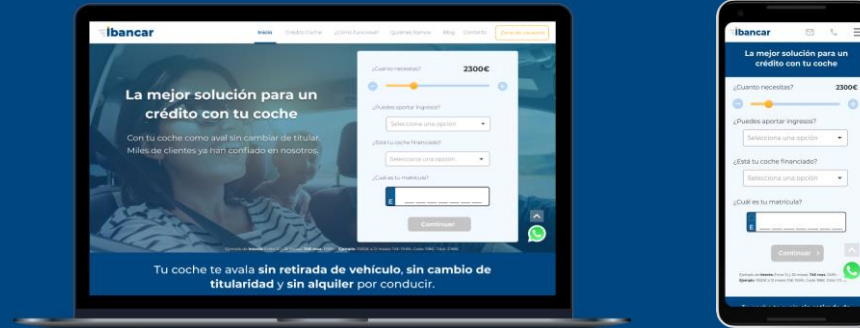 ibancar
Inicio Crédito Coche ¿Cómo funciona? Quiénes Somos Blog Contacto
La mejor solución para un
crédito con tu coche
Con tu coche como aval sin cambiar de titular.
Miles de clientes ya han confiado en nosotros.
¿Cuanto necesitas? 2300€
¿Puedes aportar ingresos?
Selecciona una opción
¿Está tu coche financiado?
Selecciona una opción
¿Cuál es tu matrícula?
E
Continuar
Tu coche te avala sin retirada de vehículo, sin cambio de
titularidad y sin alquiler por conducir.
ibancar
La mejor solución para un
crédito con tu coche
¿Cuanto necesitas? 2300€
¿Puedes aportar ingresos?
Selecciona una opción
¿Está tu coche financiado?
Selecciona una opción
¿Cuál es tu matrícula?
E
Continuar >